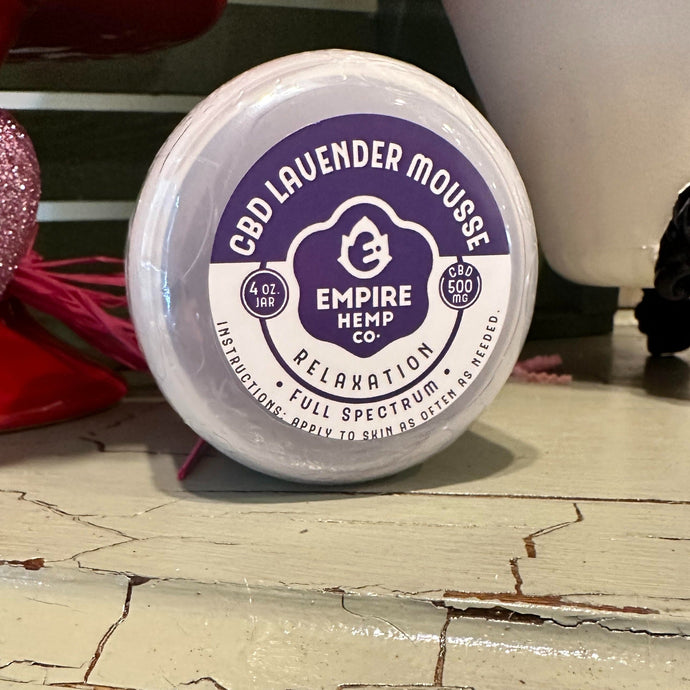 CBD LAVENDER MOUSSE
4 OZ.
JAR
CBD
500
MG
EMPIRE
HEMP
CO.
RELAXATION
• FULL SPECTRUM •
INSTRUCTIONS: APPLY TO SKIN AS OFTEN AS NEEDED.